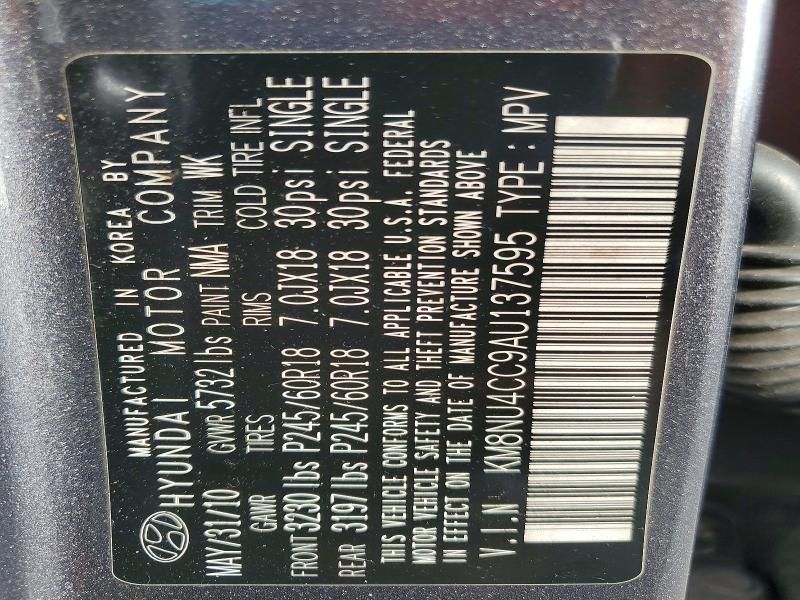 MANUFACTURED IN KOREA BY
HYUNDAI MOTOR COMPANY
MAY/31/10 GVWR 5732 lbs PAINT NMA TRIM WK
GAWR TIRES RIMS COLD TIRE INFL
FRONT 3230 lbs P245/60R18 7.0JX18 30psi SINGLE
REAR 3197 lbs P245/60R18 7.0JX18 30psi SINGLE
THIS VEHICLE CONFORMS TO ALL APPLICABLE U.S.A. FEDERAL
MOTOR VEHICLE SAFETY AND THEFT PREVENTION STANDARDS
IN EFFECT ON THE DATE OF MANUFACTURE SHOWN ABOVE
V.I.N KM8NU4CC9AU137595 TYPE : MPV